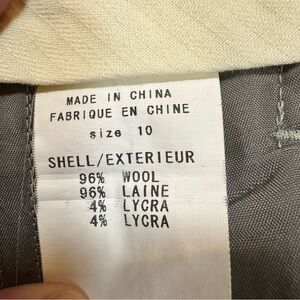 MADE IN CHINA
FABRIQUE EN CHINE
size 10
SHELL/EXTERIEUR
96% WOOL
96% LAINE
4% LYCRA
4% LYCRA